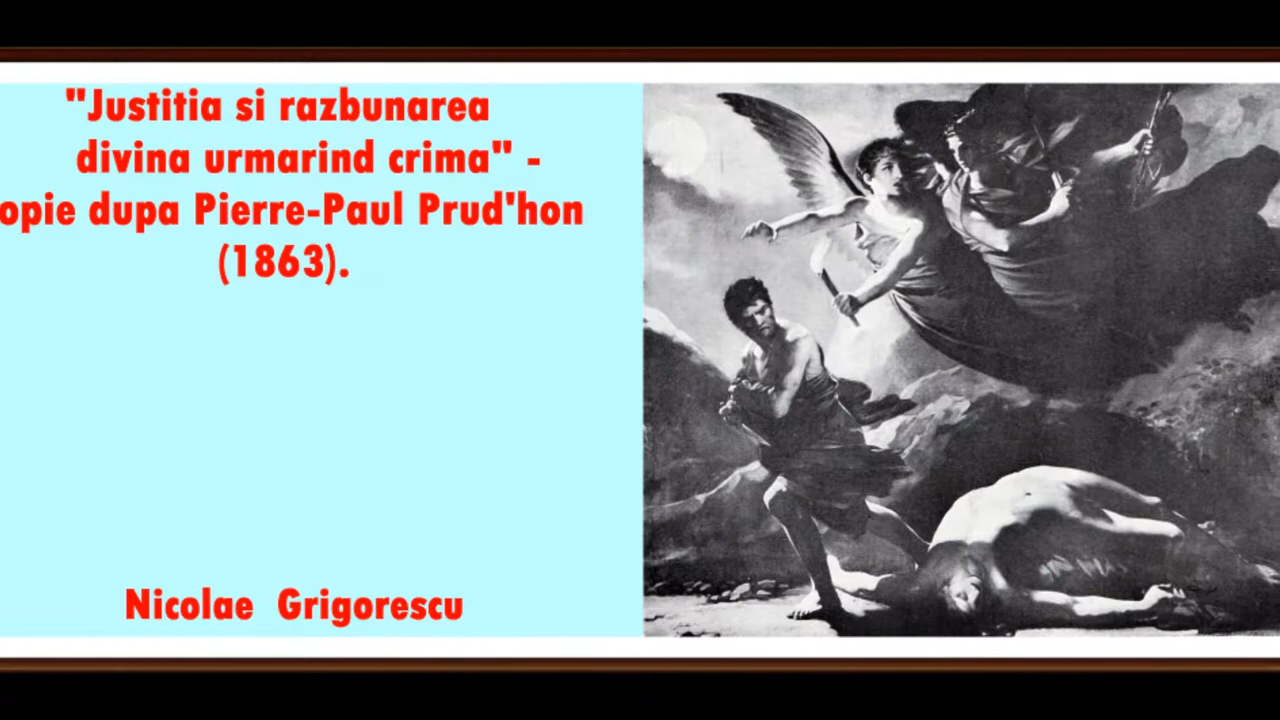 "Justitia si razbunarea
divina urmarind crima" -
opie dupa Pierre-Paul Prud'hon
(1863).
Nicolae Grigorescu